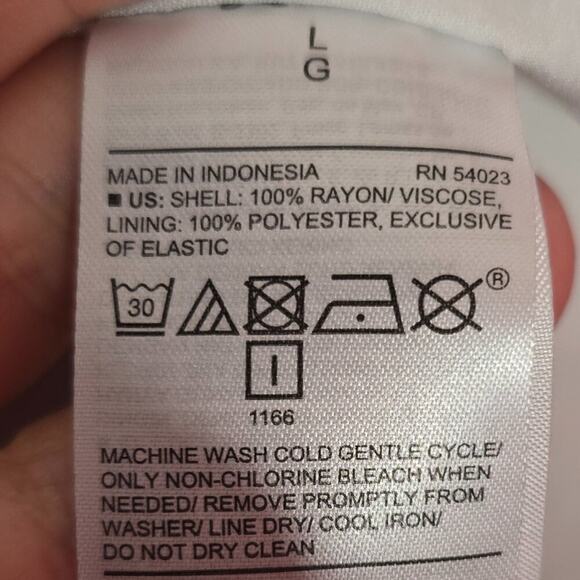 L
G
MADE IN INDONESIA RN 54023
US: SHELL: 100% RAYON/ VISCOSE,
LINING: 100% POLYESTER, EXCLUSIVE
OF ELASTIC
30 ®
1166
MACHINE WASH COLD GENTLE CYCLE/
ONLY NON-CHLORINE BLEACH WHEN
NEEDED/ REMOVE PROMPTLY FROM
WASHER/ LINE DRY/ COOL IRON/
DO NOT DRY CLEAN